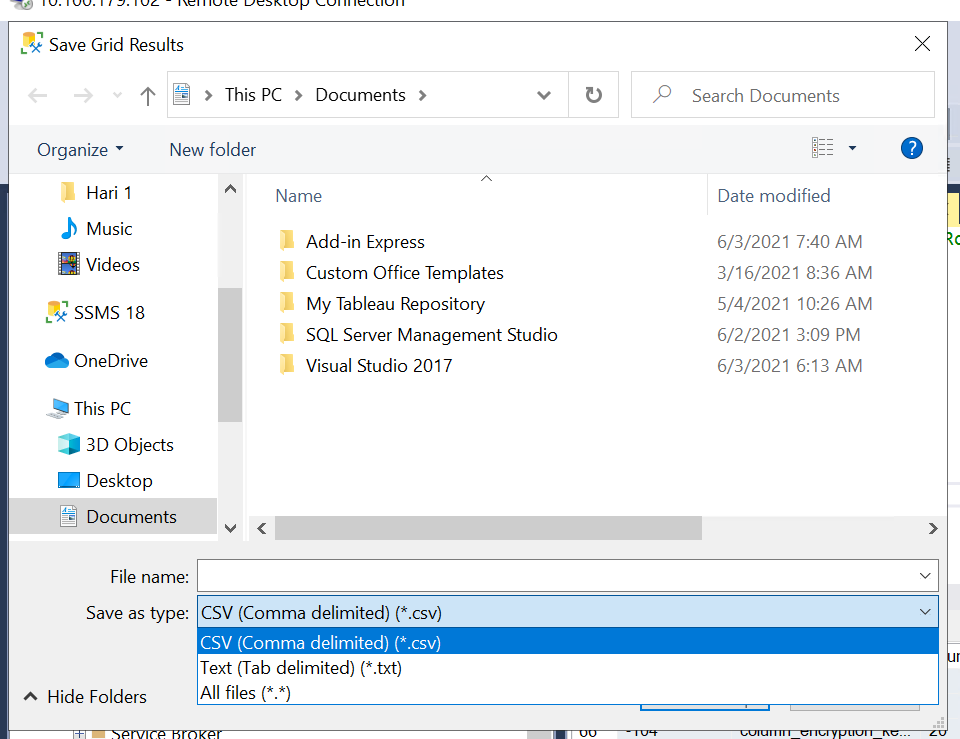 10.100.179.102 - Remote Desktop Connection
Save Grid Results
This PC > Documents >
Search Documents
Organize
New folder
?
Hari 1
Music
Videos
SSMS 18
OneDrive
This PC
3D Objects
Desktop
Documents
Name Date modified
Add-in Express 6/3/2021 7:40 AM
Custom Office Templates 3/16/2021 8:36 AM
My Tableau Repository 5/4/2021 10:26 AM
SQL Server Management Studio 6/2/2021 3:09 PM
Visual Studio 2017 6/3/2021 6:13 AM
File name:
Save as type: CSV (Comma delimited) (*.csv)
CSV (Comma delimited) (*.csv)
Text (Tab delimited) (*.txt)
All files (*.*)
Hide Folders
Service Broker
66 -104 column_encryption_ke... 20